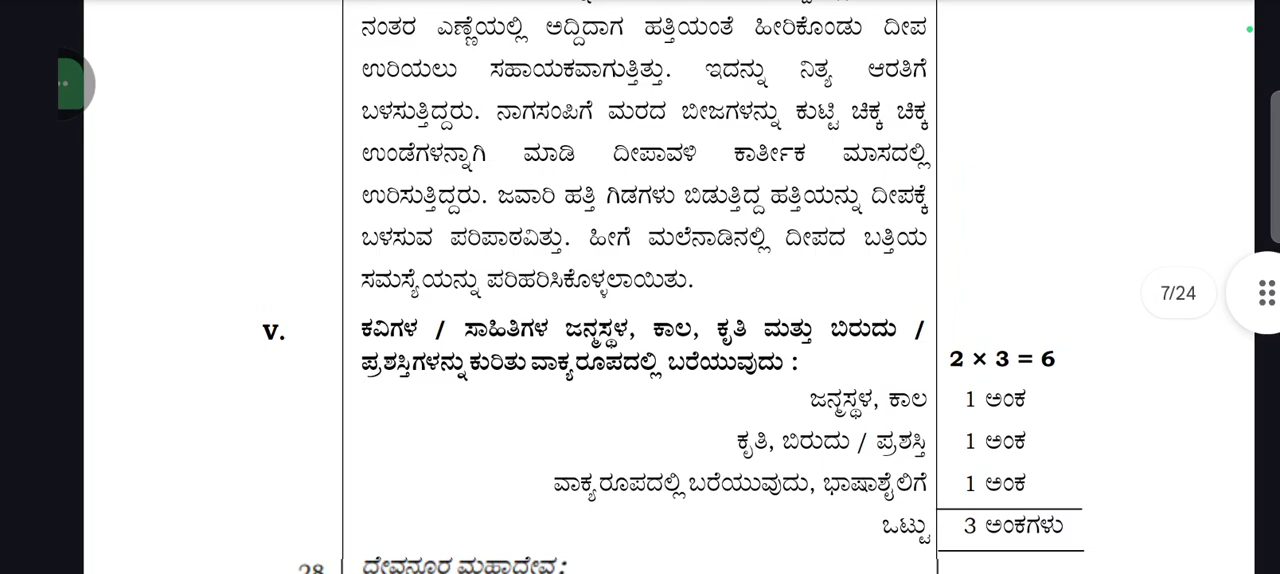 ನಂತರ ಎಣ್ಣೆಯಲ್ಲಿ ಅದ್ದಿದಾಗ ಹತ್ತಿಯಂತೆ ಹೀರಿಕೊಂಡು ದೀಪ
ಉರಿಯಲು ಸಹಾಯಕವಾಗುತ್ತಿತ್ತು. ಇದನ್ನು ನಿತ್ಯ ಆರತಿಗೆ
ಬಳಸುತ್ತಿದ್ದರು. ನಾಗಸಂಪಿಗೆ ಮರದ ಬೀಜಗಳನ್ನು ಕುಟ್ಟಿ ಚಿಕ್ಕ ಚಿಕ್ಕ
ಉಂಡೆಗಳನ್ನಾಗಿ ಮಾಡಿ ದೀಪಾವಳಿ ಕಾರ್ತೀಕ ಮಾಸದಲ್ಲಿ
ಉರಿಸುತ್ತಿದ್ದರು. ಜವಾರಿ ಹತ್ತಿ ಗಿಡಗಳು ಬಿಡುತ್ತಿದ್ದ ಹತ್ತಿಯನ್ನು ದೀಪಕ್ಕೆ
ಬಳಸುವ ಪರಿಪಾಠವಿತ್ತು. ಹೀಗೆ ಮಲೆನಾಡಿನಲ್ಲಿ ದೀಪದ ಬತ್ತಿಯ
ಸಮಸ್ಯೆಯನ್ನು ಪರಿಹರಿಸಿಕೊಳ್ಳಲಾಯಿತು.
7/24
V. ಕವಿಗಳ / ಸಾಹಿತಿಗಳ ಜನ್ಮಸ್ಥಳ, ಕಾಲ, ಕೃತಿ ಮತ್ತು ಬಿರುದು /
ಪ್ರಶಸ್ತಿಗಳನ್ನು ಕುರಿತು ವಾಕ್ಯರೂಪದಲ್ಲಿ ಬರೆಯುವುದು : 2 × 3 = 6
ಜನ್ಮಸ್ಥಳ, ಕಾಲ 1 ಅಂಕ
ಕೃತಿ, ಬಿರುದು / ಪ್ರಶಸ್ತಿ 1 ಅಂಕ
ವಾಕ್ಯರೂಪದಲ್ಲಿ ಬರೆಯುವುದು, ಭಾಷಾಶೈಲಿಗೆ 1 ಅಂಕ
ಒಟ್ಟು 3 ಅಂಕಗಳು
28 ದೇವನೂರ ಮಹಾದೇವ: